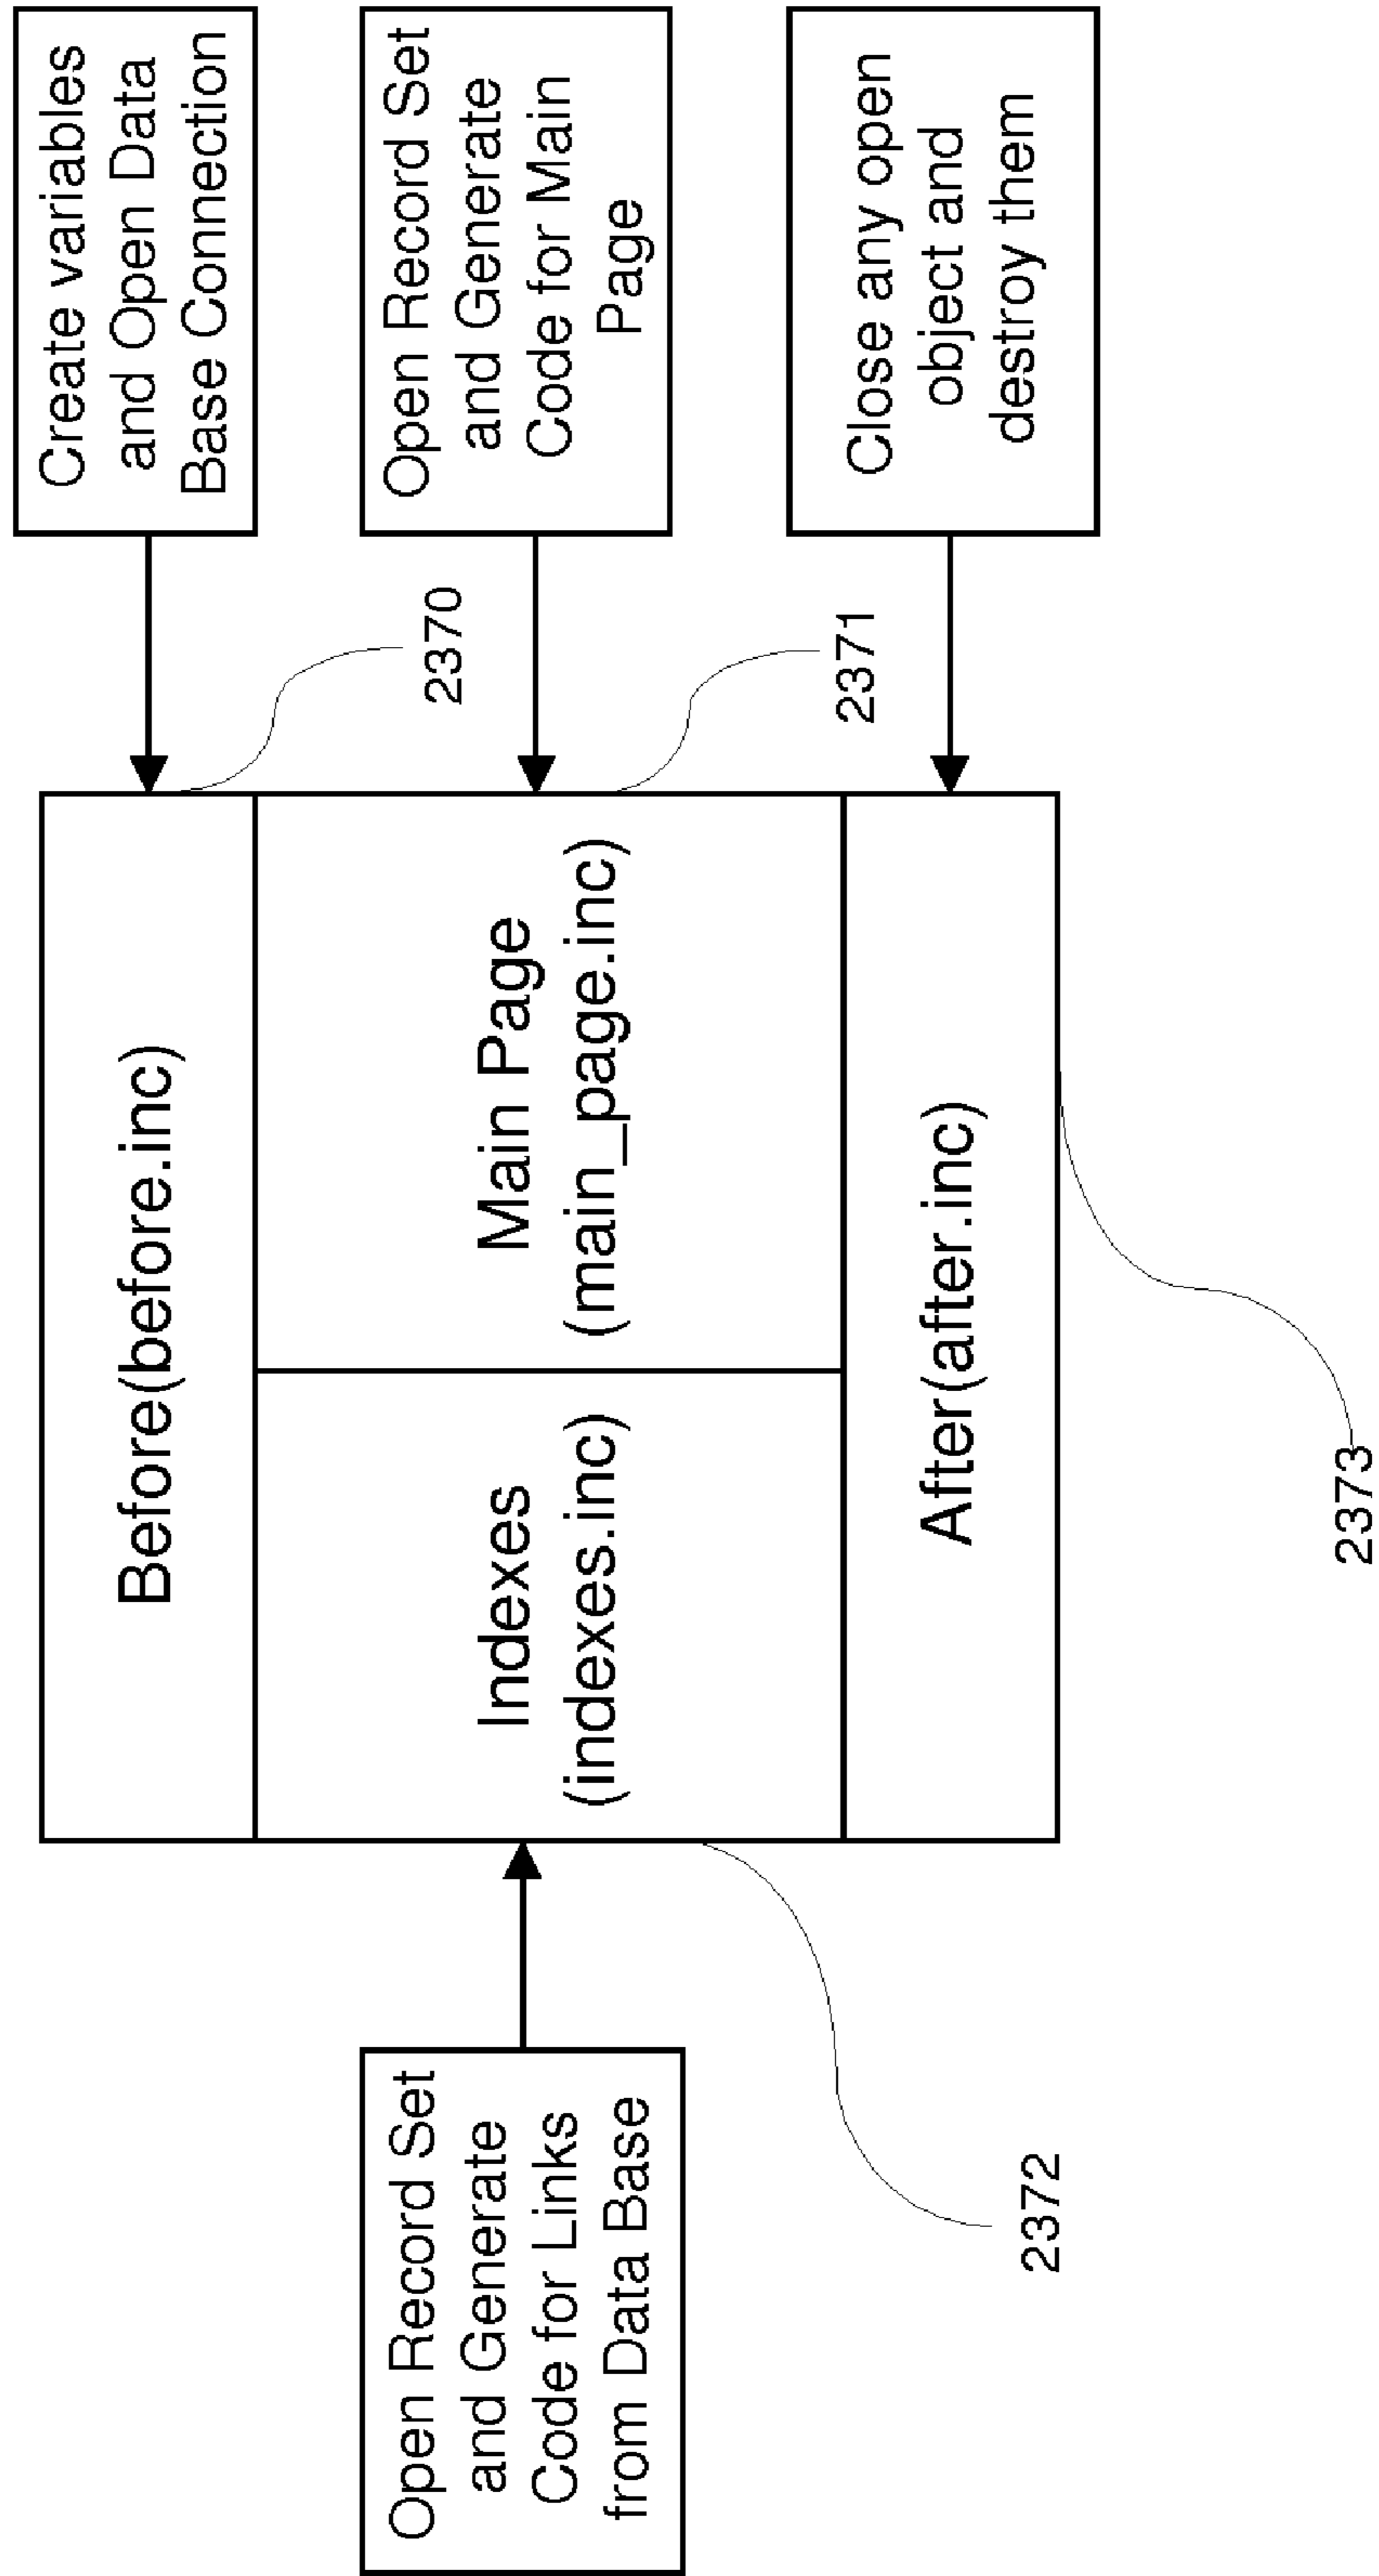 Create variables
and Open Data
Base Connection
Before(before.inc)
2370
Open Record Set
and Generate
Code for Links
from Data Base
Indexes
(indexes.inc)
Main Page
(main_page.inc)
Open Record Set
and Generate
Code for Main
Page
2371
After(after.inc)
Close any open
object and
destroy them
2372
2373